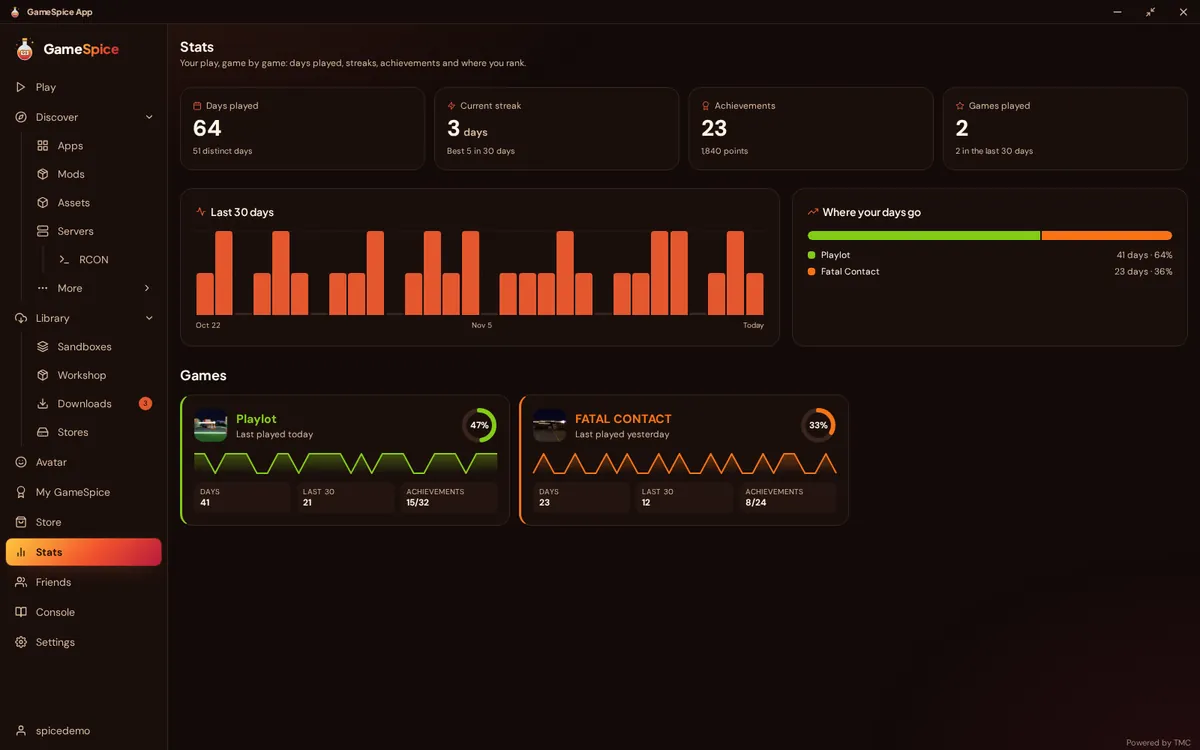 GameSpice App
GameSpice
Play
Discover
Apps
Mods
Assets
Servers
RCON
More
Library
Sandboxes
Workshop
Downloads 3
Stores
Avatar
My GameSpice
Store
Stats
Friends
Console
Settings
spicedemo
Stats
Your play, game by game: days played, streaks, achievements and where you rank.
Days played
64
51 distinct days
Current streak
3 days
Best 5 in 30 days
Achievements
23
1,840 points
Games played
2
2 in the last 30 days
Last 30 days
Oct 22 Nov 5 Today
Where your days go
Playlot 41 days · 64%
Fatal Contact 23 days · 36%
Games
Playlot
Last played today
47%
DAYS LAST 30 ACHIEVEMENTS
41 21 15/32
FATAL CONTACT
Last played yesterday
33%
DAYS LAST 30 ACHIEVEMENTS
23 12 8/24
Powered by TMC